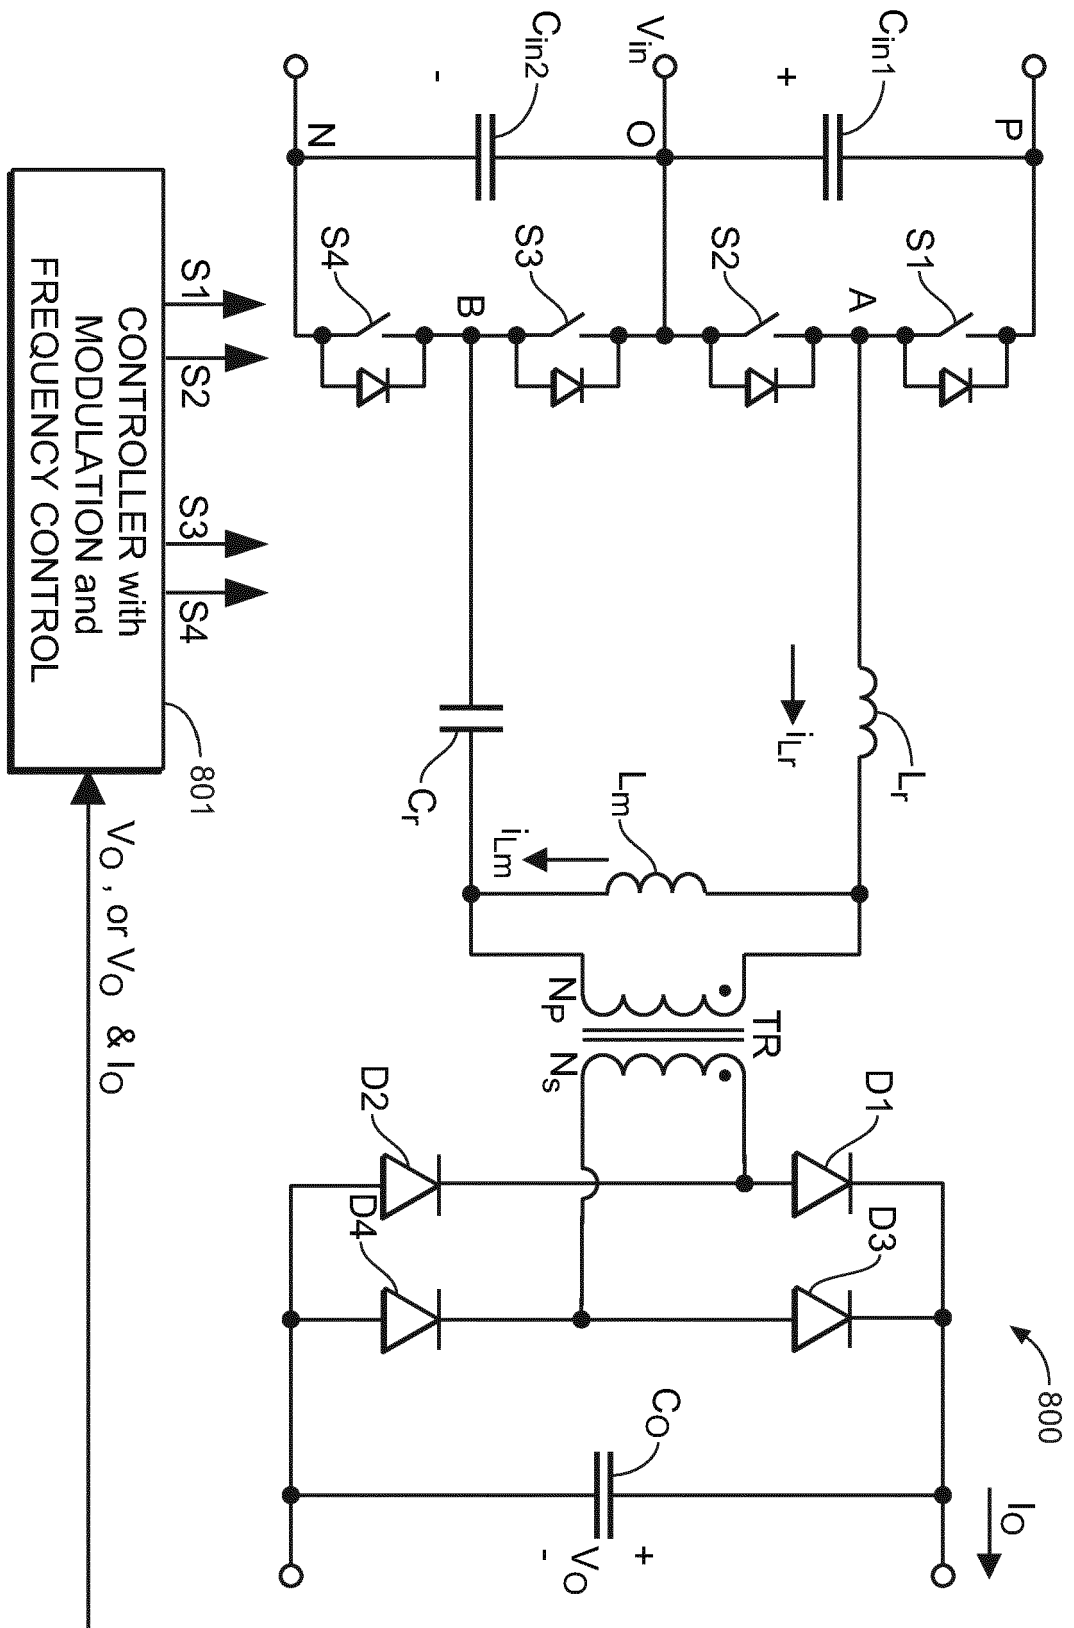 800
P
Cin1
+
S1
A
Lr
iLr
D1
D3
IO
Vin
O
S2
TR
Lm
iLm
NP
Ns
CO
+
VO
-
Cin2
-
S3
B
Cr
D2
D4
N
S4
S1
S2
S3
S4
801
CONTROLLER with
MODULATION and
FREQUENCY CONTROL
VO , or VO & IO